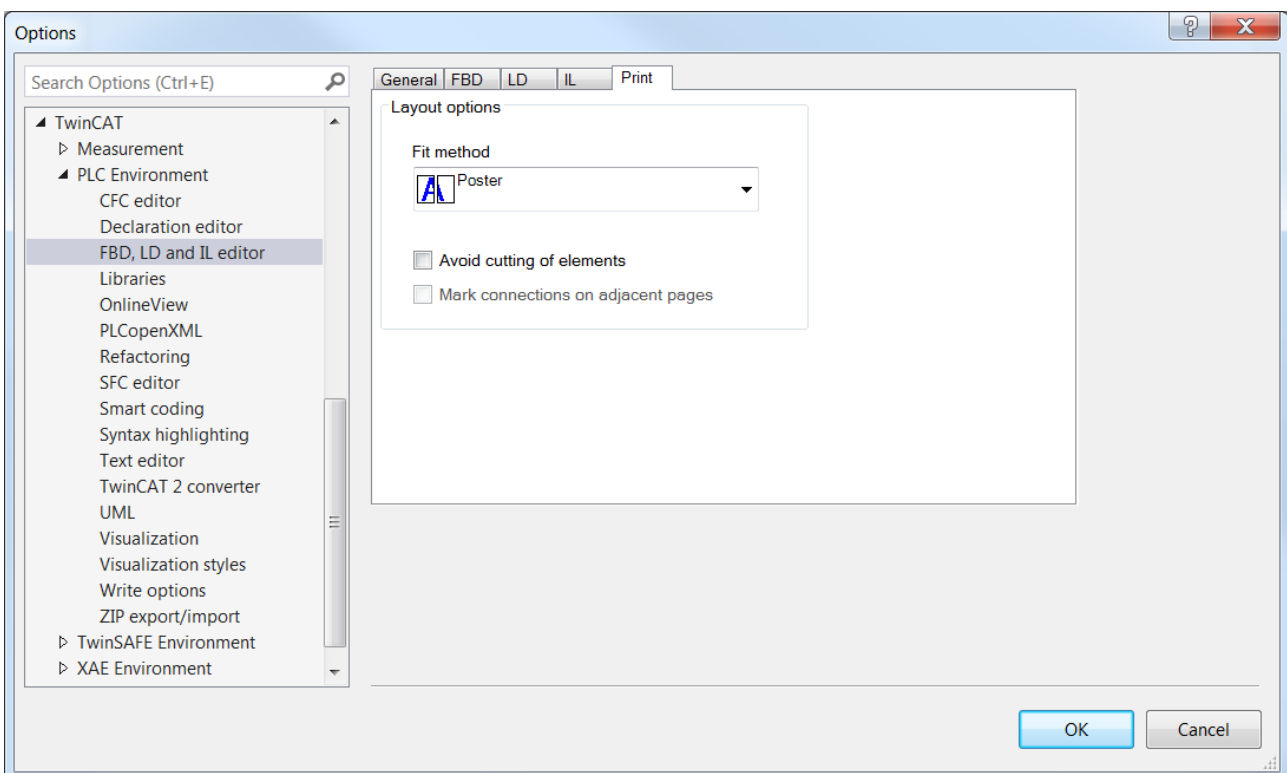 Options
Search Options (Ctrl+E)
TwinCAT
Measurement
PLC Environment
CFC editor
Declaration editor
FBD, LD and IL editor
Libraries
OnlineView
PLCopenXML
Refactoring
SFC editor
Smart coding
Syntax highlighting
Text editor
TwinCAT 2 converter
UML
Visualization
Visualization styles
Write options
ZIP export/import
TwinSAFE Environment
XAE Environment
General FBD LD IL Print
Layout options
Fit method
A Poster
Avoid cutting of elements
Mark connections on adjacent pages
OK Cancel